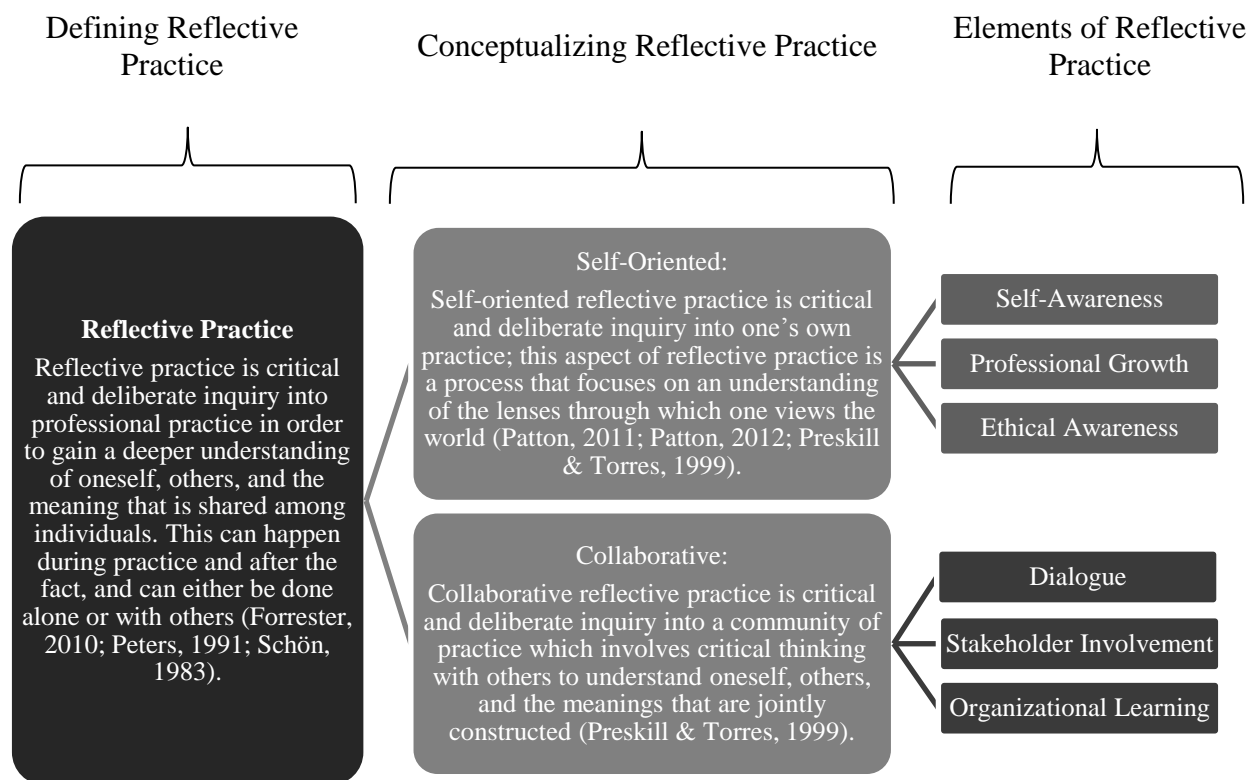 Defining Reflective
Practice
Conceptualizing Reflective Practice
Elements of Reflective
Practice
Reflective Practice
Reflective practice is critical
and deliberate inquiry into
professional practice in order
to gain a deeper understanding
of oneself, others, and the
meaning that is shared among
individuals. This can happen
during practice and after the
fact, and can either be done
alone or with others (Forrester,
2010; Peters, 1991; Schön,
1983).
Self-Oriented:
Self-oriented reflective practice is critical
and deliberate inquiry into one’s own
practice; this aspect of reflective practice is
a process that focuses on an understanding
of the lenses through which one views the
world (Patton, 2011; Patton, 2012; Preskill
& Torres, 1999).
Collaborative:
Collaborative reflective practice is critical
and deliberate inquiry into a community of
practice which involves critical thinking
with others to understand oneself, others,
and the meanings that are jointly
constructed (Preskill & Torres, 1999).
Self-Awareness
Professional Growth
Ethical Awareness
Dialogue
Stakeholder Involvement
Organizational Learning